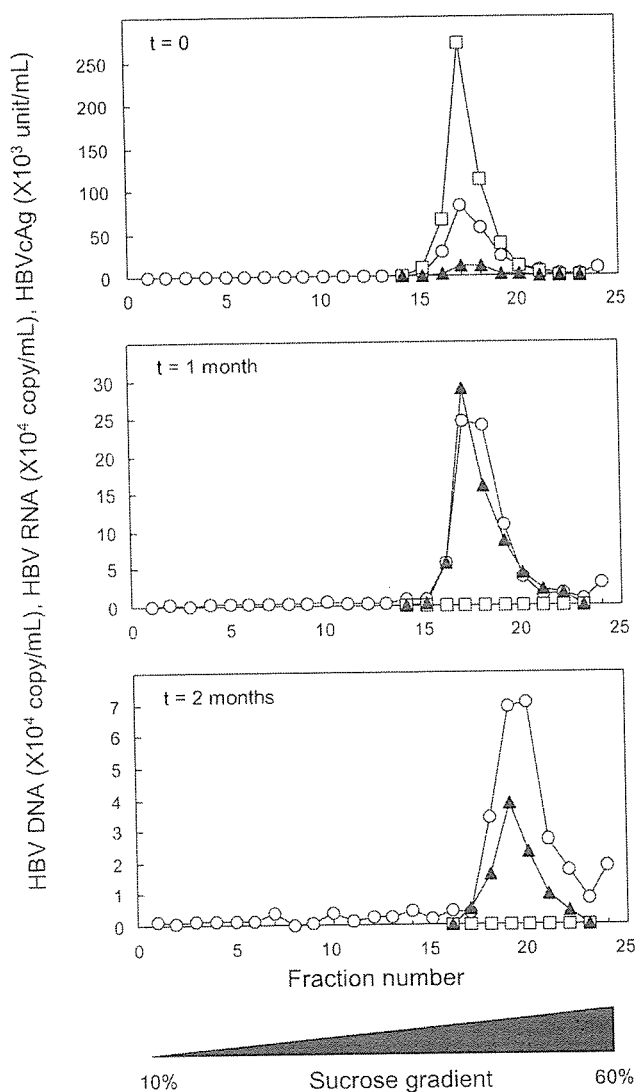 HBV DNA (X10⁴ copy/mL), HBV RNA (X10⁴ copy/mL), HBVcAg (X10³ unit/mL)
t = 0
250
200
150
100
50
0
0 5 10 15 20 25
t = 1 month
30
25
20
15
10
5
0
0 5 10 15 20 25
t = 2 months
7
6
5
4
3
2
1
0
0 5 10 15 20 25
Fraction number
10% Sucrose gradient 60%